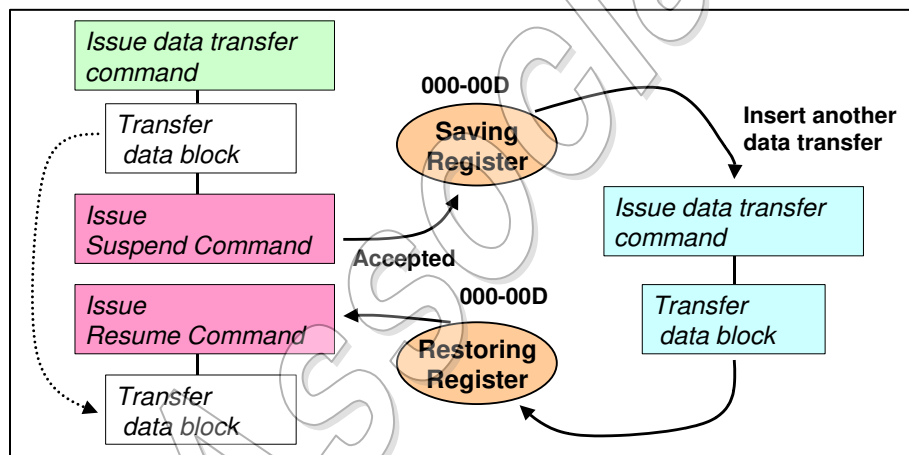 Issue data transfer
command
Transfer
data block
Issue
Suspend Command
Accepted
Issue
Resume Command
Transfer
data block
000-00D
Saving
Register
000-00D
Restoring
Register
Insert another
data transfer
Issue data transfer
command
Transfer
data block